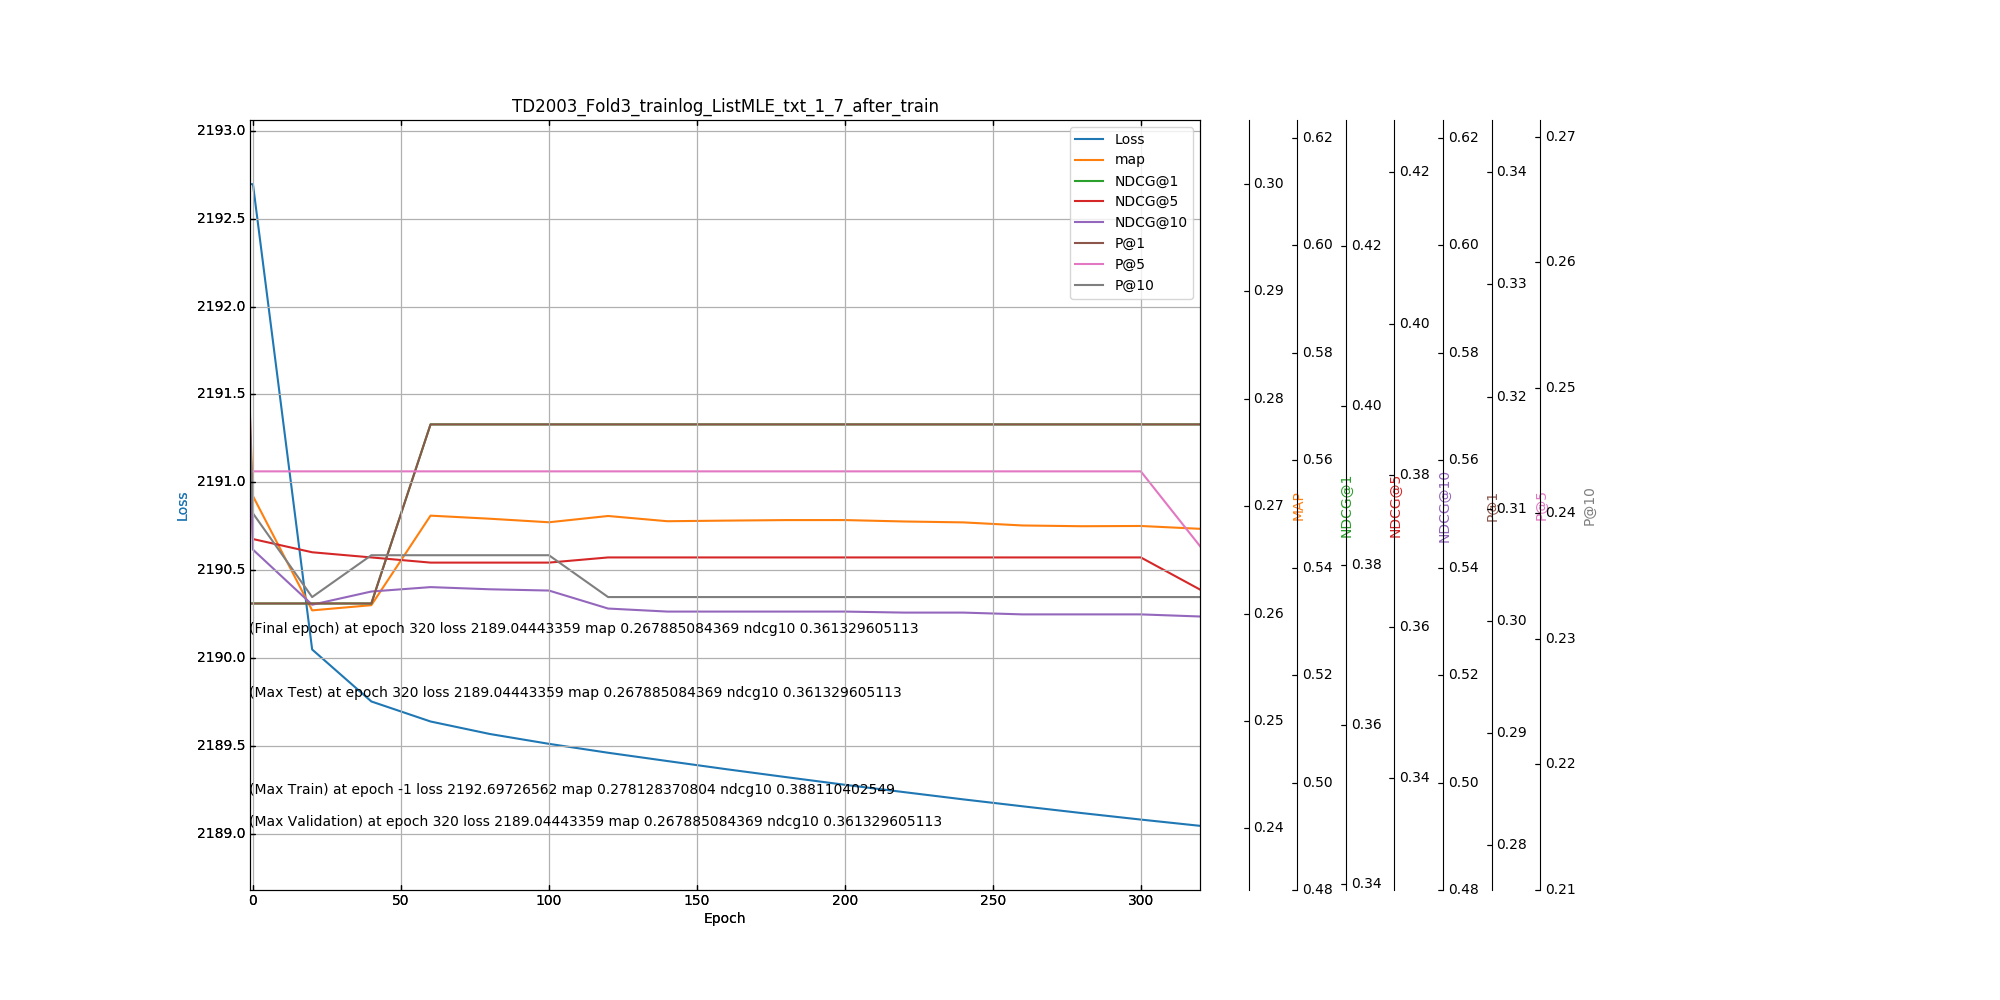 TD2003_Fold3_trainlog_ListMLE_txt_1_7_after_train
Loss
map
NDCG@1
NDCG@5
NDCG@10
P@1
P@5
P@10
2193.0
2192.5
2192.0
2191.5
2191.0
2190.5
2190.0
2189.5
2189.0
Loss
(Final epoch) at epoch 320 loss 2189.04443359 map 0.267885084369 ndcg10 0.361329605113
(Max Test) at epoch 320 loss 2189.04443359 map 0.267885084369 ndcg10 0.361329605113
(Max Train) at epoch -1 loss 2192.69726562 map 0.278128370804 ndcg10 0.388110402549
(Max Validation) at epoch 320 loss 2189.04443359 map 0.267885084369 ndcg10 0.361329605113
0 50 100 150 200 250 300
Epoch
0.30
0.29
0.28
0.27
0.26
0.25
0.24
MAP
0.62
0.60
0.58
0.56
0.54
0.52
0.50
0.48
NDCG@1
0.42
0.40
0.38
0.36
0.34
NDCG@5
0.42
0.40
0.38
0.36
0.34
NDCG@10
0.62
0.60
0.58
0.56
0.54
0.52
0.50
0.48
P@1
0.34
0.33
0.32
0.31
0.30
0.29
0.28
P@5
0.27
0.26
0.25
0.24
0.23
0.22
0.21
P@10